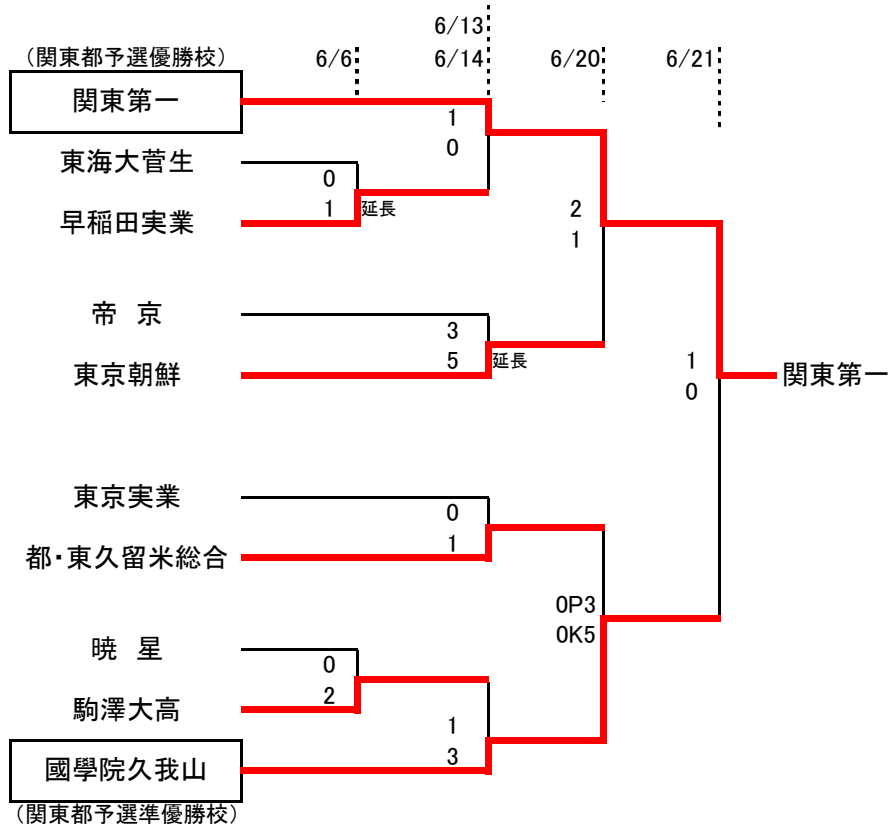 6/13
(関東都予選優勝校) 6/6 6/14 6/20 6/21
関東第一
1
0
東海大菅生
0
1 延長
早稲田実業
2
1
帝 京
3
5 延長
東京朝鮮
1
0
関東第一
東京実業
0
1
都・東久留米総合
0P3
0K5
暁 星
0
2
駒澤大高
1
3
國學院久我山
(関東都予選準優勝校)